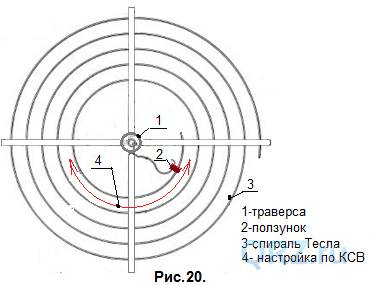 1
2
3
4
1-траверса
2-ползунок
3-спираль Тесла
4- настройка по КСВ
Рис.20.